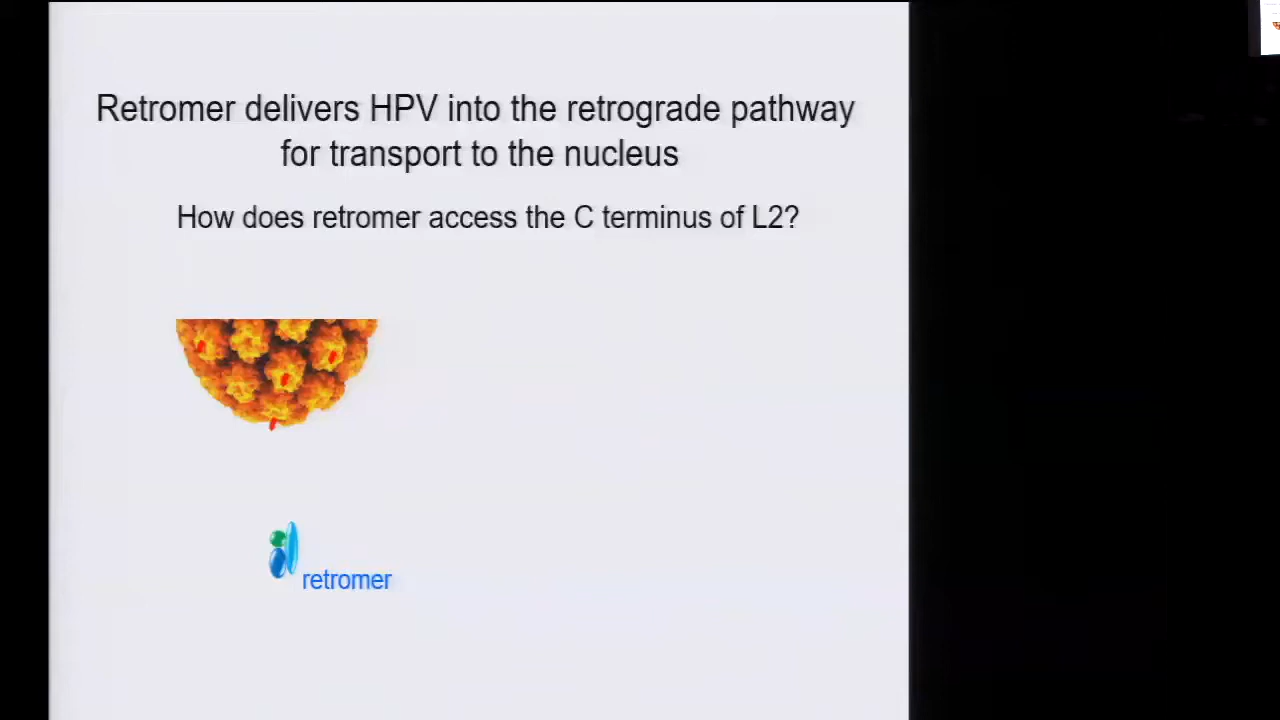 Retromer delivers HPV into the retrograde pathway
for transport to the nucleus
How does retromer access the C terminus of L2?
retromer